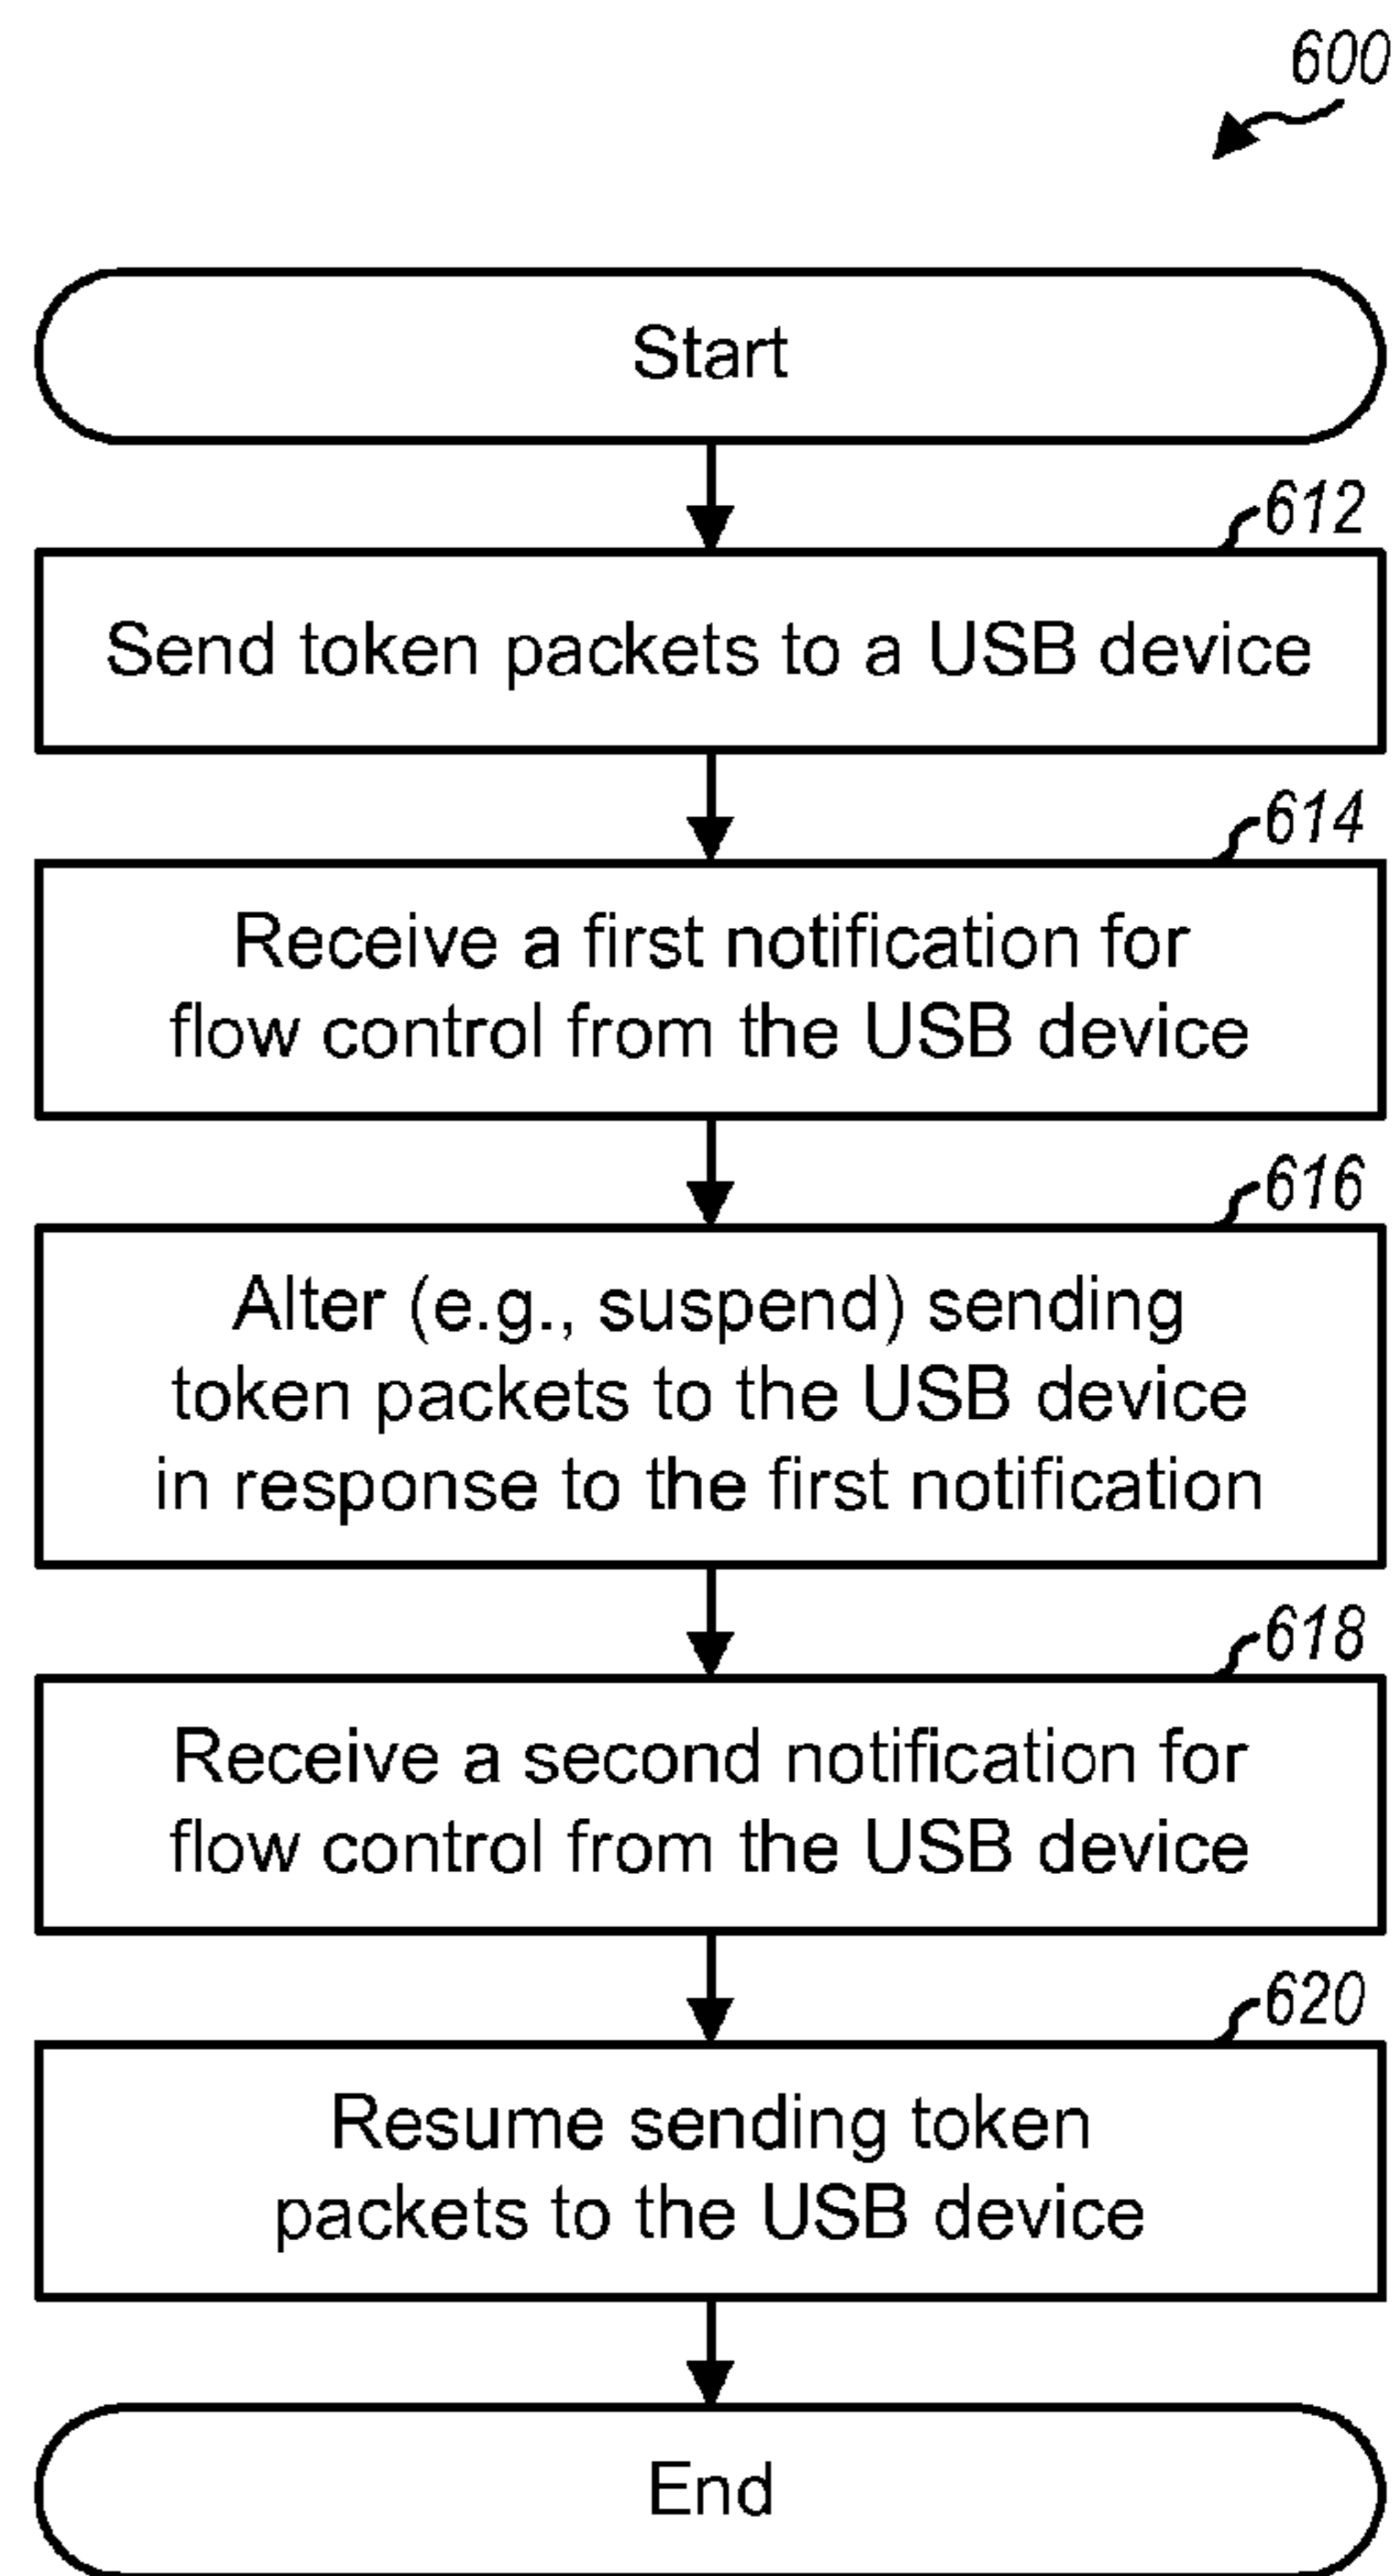 600
Start
612
Send token packets to a USB device
614
Receive a first notification for
flow control from the USB device
616
Alter (e.g., suspend) sending
token packets to the USB device
in response to the first notification
618
Receive a second notification for
flow control from the USB device
620
Resume sending token
packets to the USB device
End